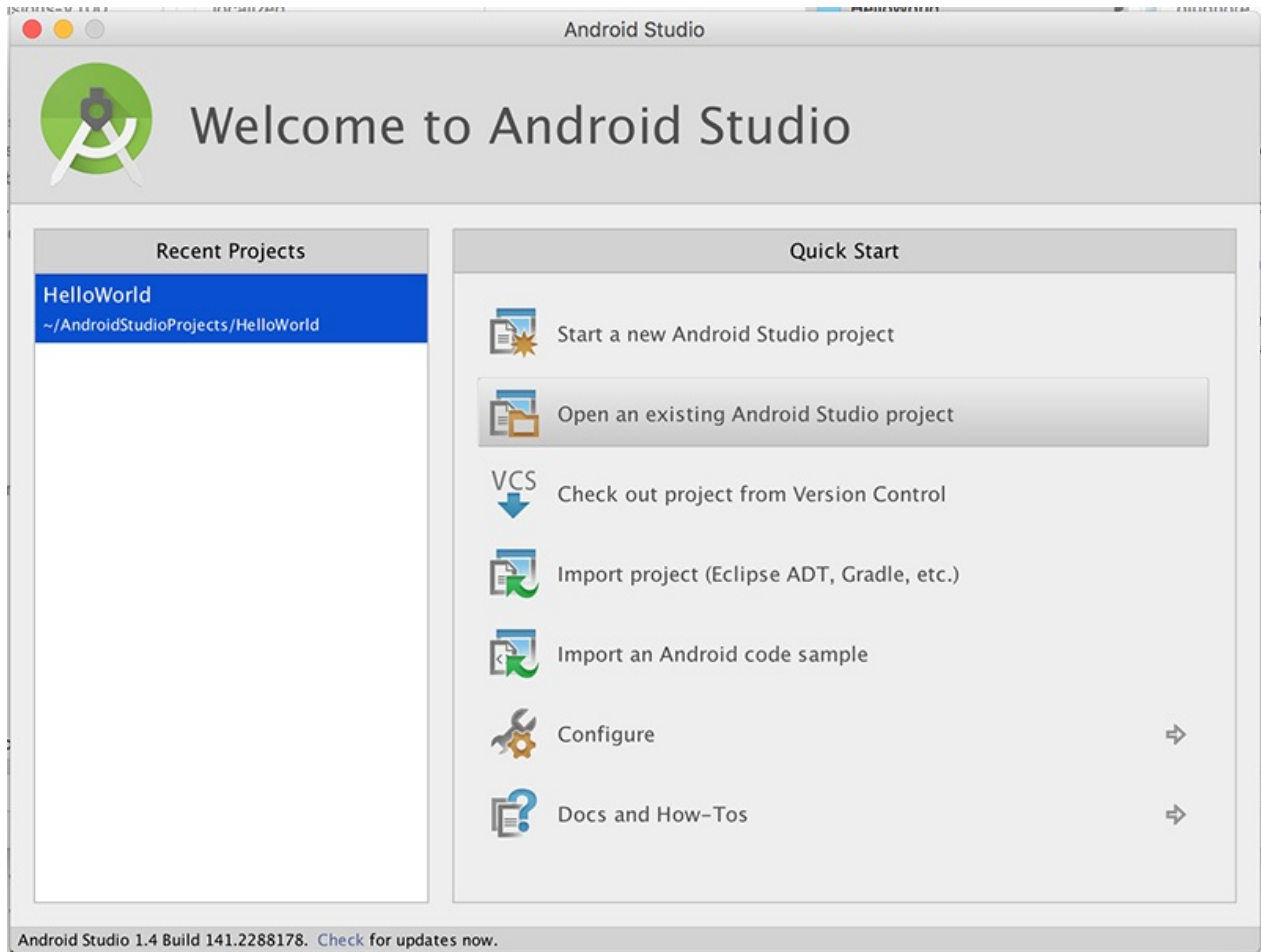 Android Studio
Welcome to Android Studio
Recent Projects
HelloWorld
~/AndroidStudioProjects/HelloWorld
Quick Start
Start a new Android Studio project
Open an existing Android Studio project
VCS
Check out project from Version Control
Import project (Eclipse ADT, Gradle, etc.)
Import an Android code sample
Configure
Docs and How-Tos
Android Studio 1.4 Build 141.2288178. Check for updates now.